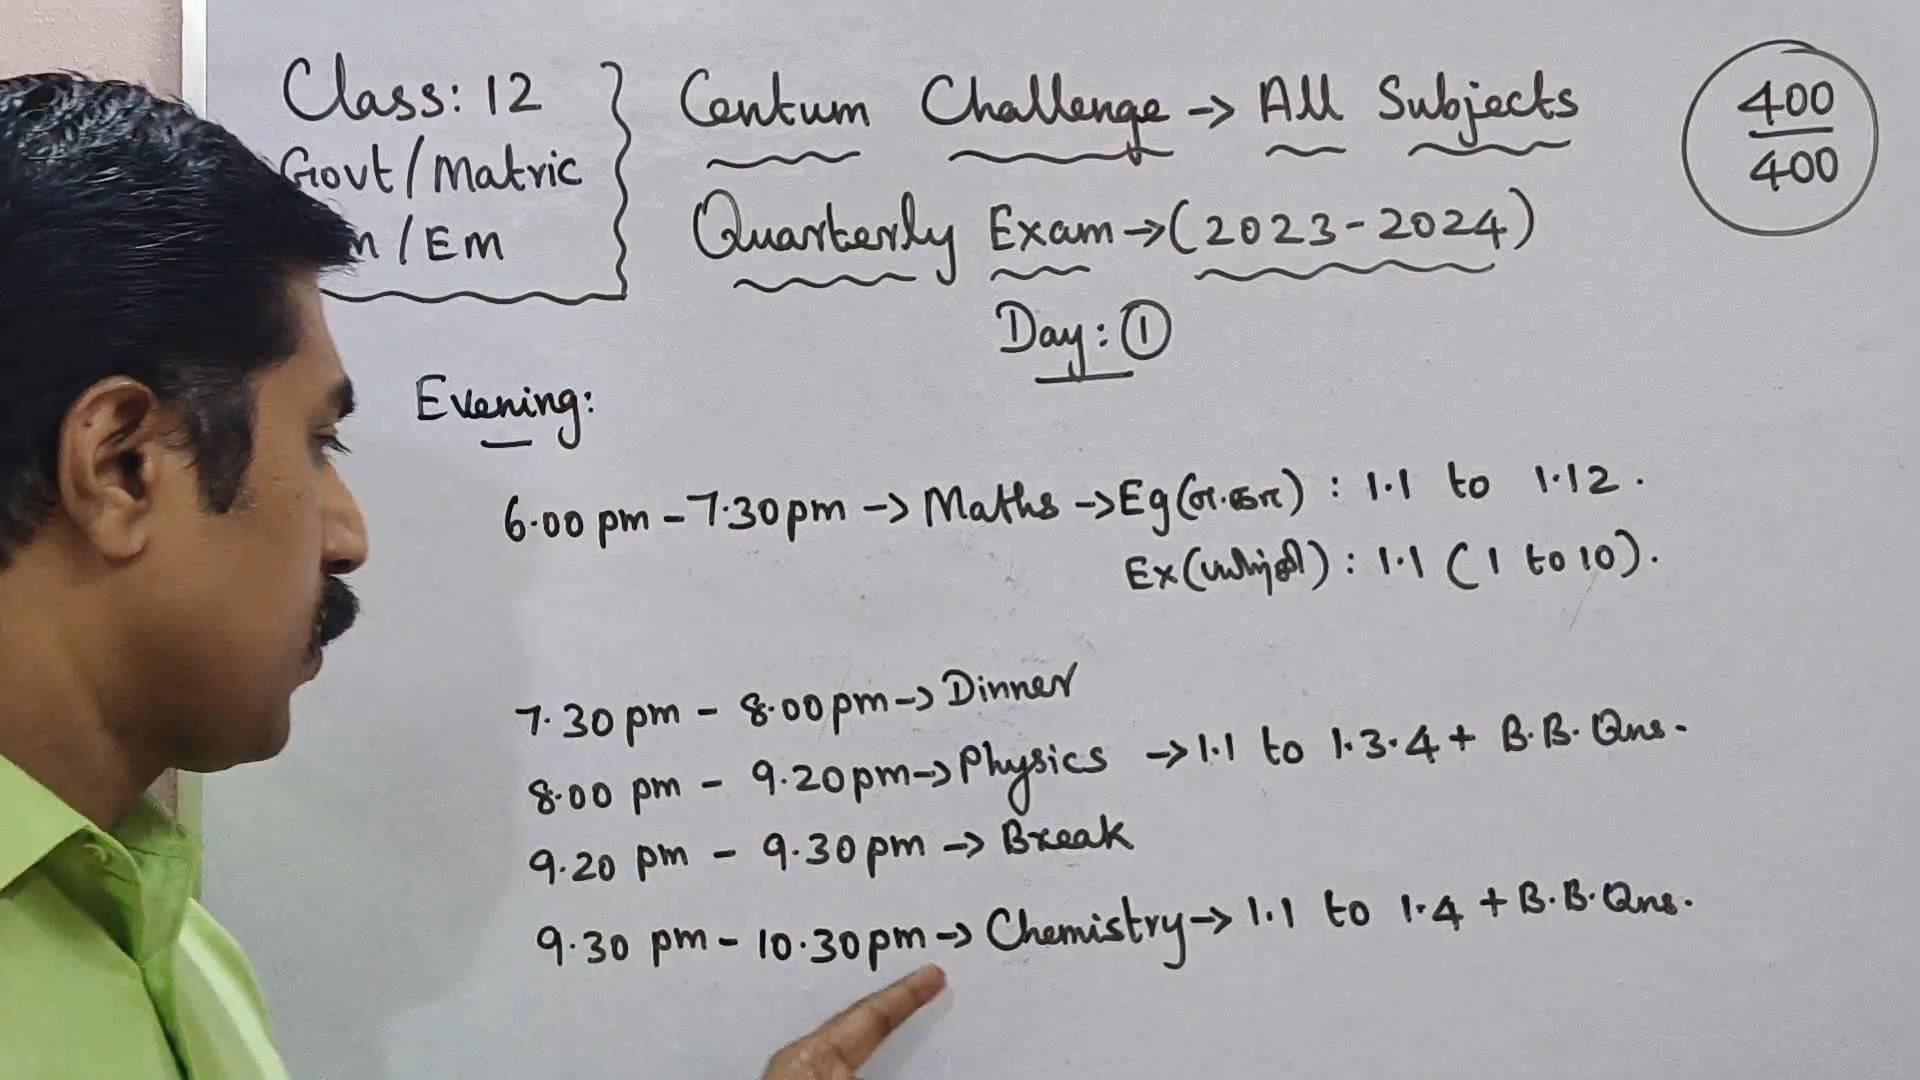 Class: 12
Govt/Matric
/Em
Centum Challenge → All Subjects
Quarterly Exam → (2023-2024)
Day: ①
400
400
Evening:
6.00 pm - 7.30 pm → Maths → Eg (எ.கா) : 1.1 to 1.12.
Ex (பயிற்சி) : 1.1 (1 to 10).
7.30 pm - 8.00 pm → Dinner
8.00 pm - 9.20 pm → Physics → 1.1 to 1.3.4 + B.B. Qns.
9.20 pm - 9.30 pm → Break
9.30 pm - 10.30 pm → Chemistry → 1.1 to 1.4 + B.B. Qns.